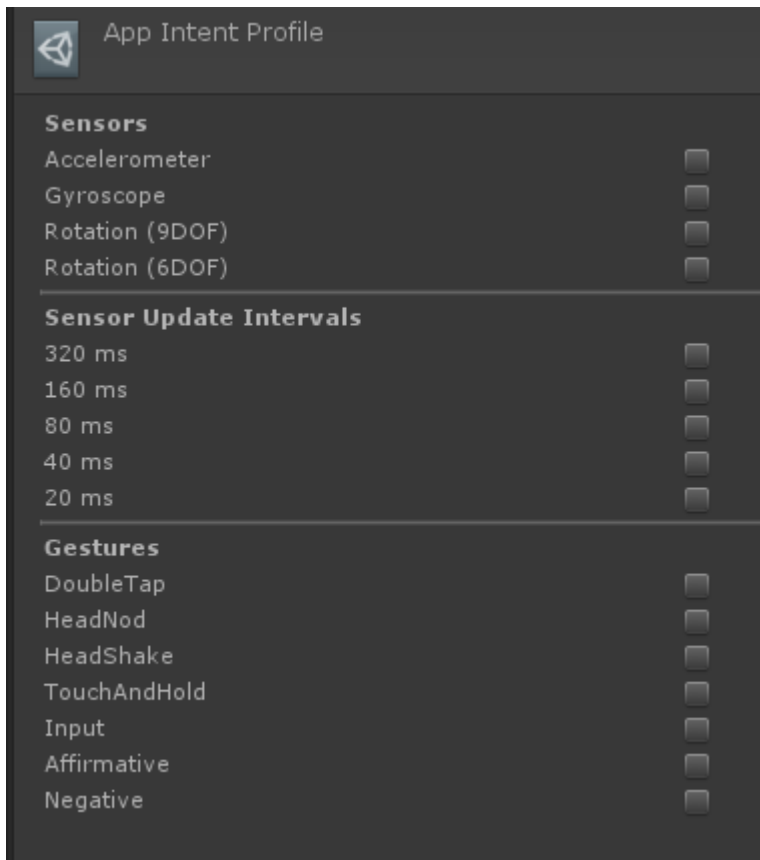 App Intent Profile
Sensors
Accelerometer
Gyroscope
Rotation (9DOF)
Rotation (6DOF)
Sensor Update Intervals
320 ms
160 ms
80 ms
40 ms
20 ms
Gestures
DoubleTap
HeadNod
HeadShake
TouchAndHold
Input
Affirmative
Negative